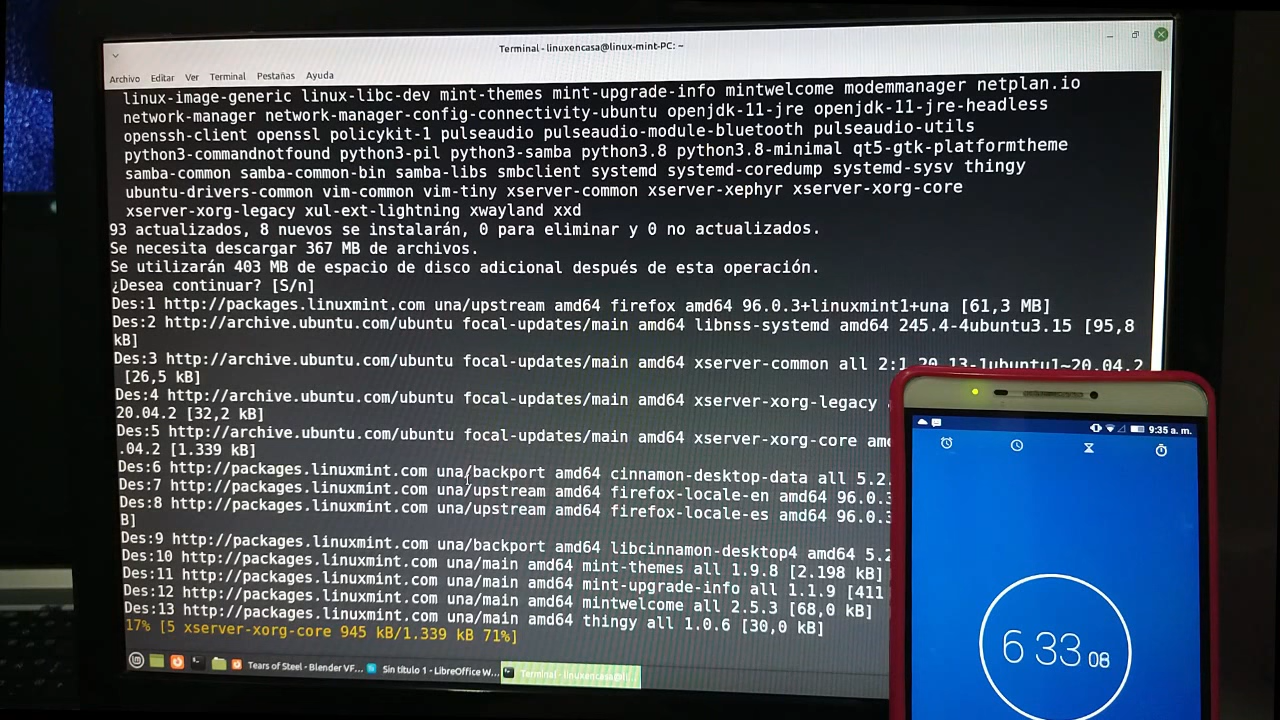 Terminal - linuxencasa@linux-mint-PC: ~
Archivo Editar Ver Terminal Pestañas Ayuda
linux-image-generic linux-libc-dev mint-themes mint-upgrade-info mintwelcome modemmanager netplan.io
network-manager network-manager-config-connectivity-ubuntu openjdk-11-jre openjdk-11-jre-headless
openssh-client openssl policykit-1 pulseaudio pulseaudio-module-bluetooth pulseaudio-utils
python3-commandnotfound python3-pil python3-samba python3.8 python3.8-minimal qt5-gtk-platformtheme
samba-common samba-common-bin samba-libs smbclient systemd systemd-coredump systemd-sysv thingy
ubuntu-drivers-common vim-common vim-tiny xserver-common xserver-xephyr xserver-xorg-core
xserver-xorg-legacy xul-ext-lightning xwayland xxd
93 actualizados, 8 nuevos se instalarán, 0 para eliminar y 0 no actualizados.
Se necesita descargar 367 MB de archivos.
Se utilizarán 403 MB de espacio de disco adicional después de esta operación.
¿Desea continuar? [S/n]
Des:1 http://packages.linuxmint.com una/upstream amd64 firefox amd64 96.0.3+linuxmint1+una [61,3 MB]
Des:2 http://archive.ubuntu.com/ubuntu focal-updates/main amd64 libnss-systemd amd64 245.4-4ubuntu3.15 [95,8
kB]
Des:3 http://archive.ubuntu.com/ubuntu focal-updates/main amd64 xserver-common all 2:1.20.13-1ubuntu1~20.04.2
[26,5 kB]
Des:4 http://archive.ubuntu.com/ubuntu focal-updates/main amd64 xserver-xorg-legacy
20.04.2 [32,2 kB]
Des:5 http://archive.ubuntu.com/ubuntu focal-updates/main amd64 xserver-xorg-core am
.04.2 [1.339 kB]
Des:6 http://packages.linuxmint.com una/backport amd64 cinnamon-desktop-data all 5.2.
Des:7 http://packages.linuxmint.com una/upstream amd64 firefox-locale-en amd64 96.0.3
Des:8 http://packages.linuxmint.com una/upstream amd64 firefox-locale-es amd64 96.0.3
B]
Des:9 http://packages.linuxmint.com una/backport amd64 libcinnamon-desktop4 amd64 5.2
Des:10 http://packages.linuxmint.com una/main amd64 mint-themes all 1.9.8 [2.198 kB]
Des:11 http://packages.linuxmint.com una/main amd64 mint-upgrade-info all 1.1.9 [411
Des:12 http://packages.linuxmint.com una/main amd64 mintwelcome all 2.5.3 [68,0 kB]
Des:13 http://packages.linuxmint.com una/main amd64 thingy all 1.0.6 [30,0 kB]
17% [5 xserver-xorg-core 945 kB/1.339 kB 71%]
Tears of Steel - Blender VF... Sin título 1 - LibreOffice W... Terminal - linuxencasa@li...
9:35 a. m.
6 33 08